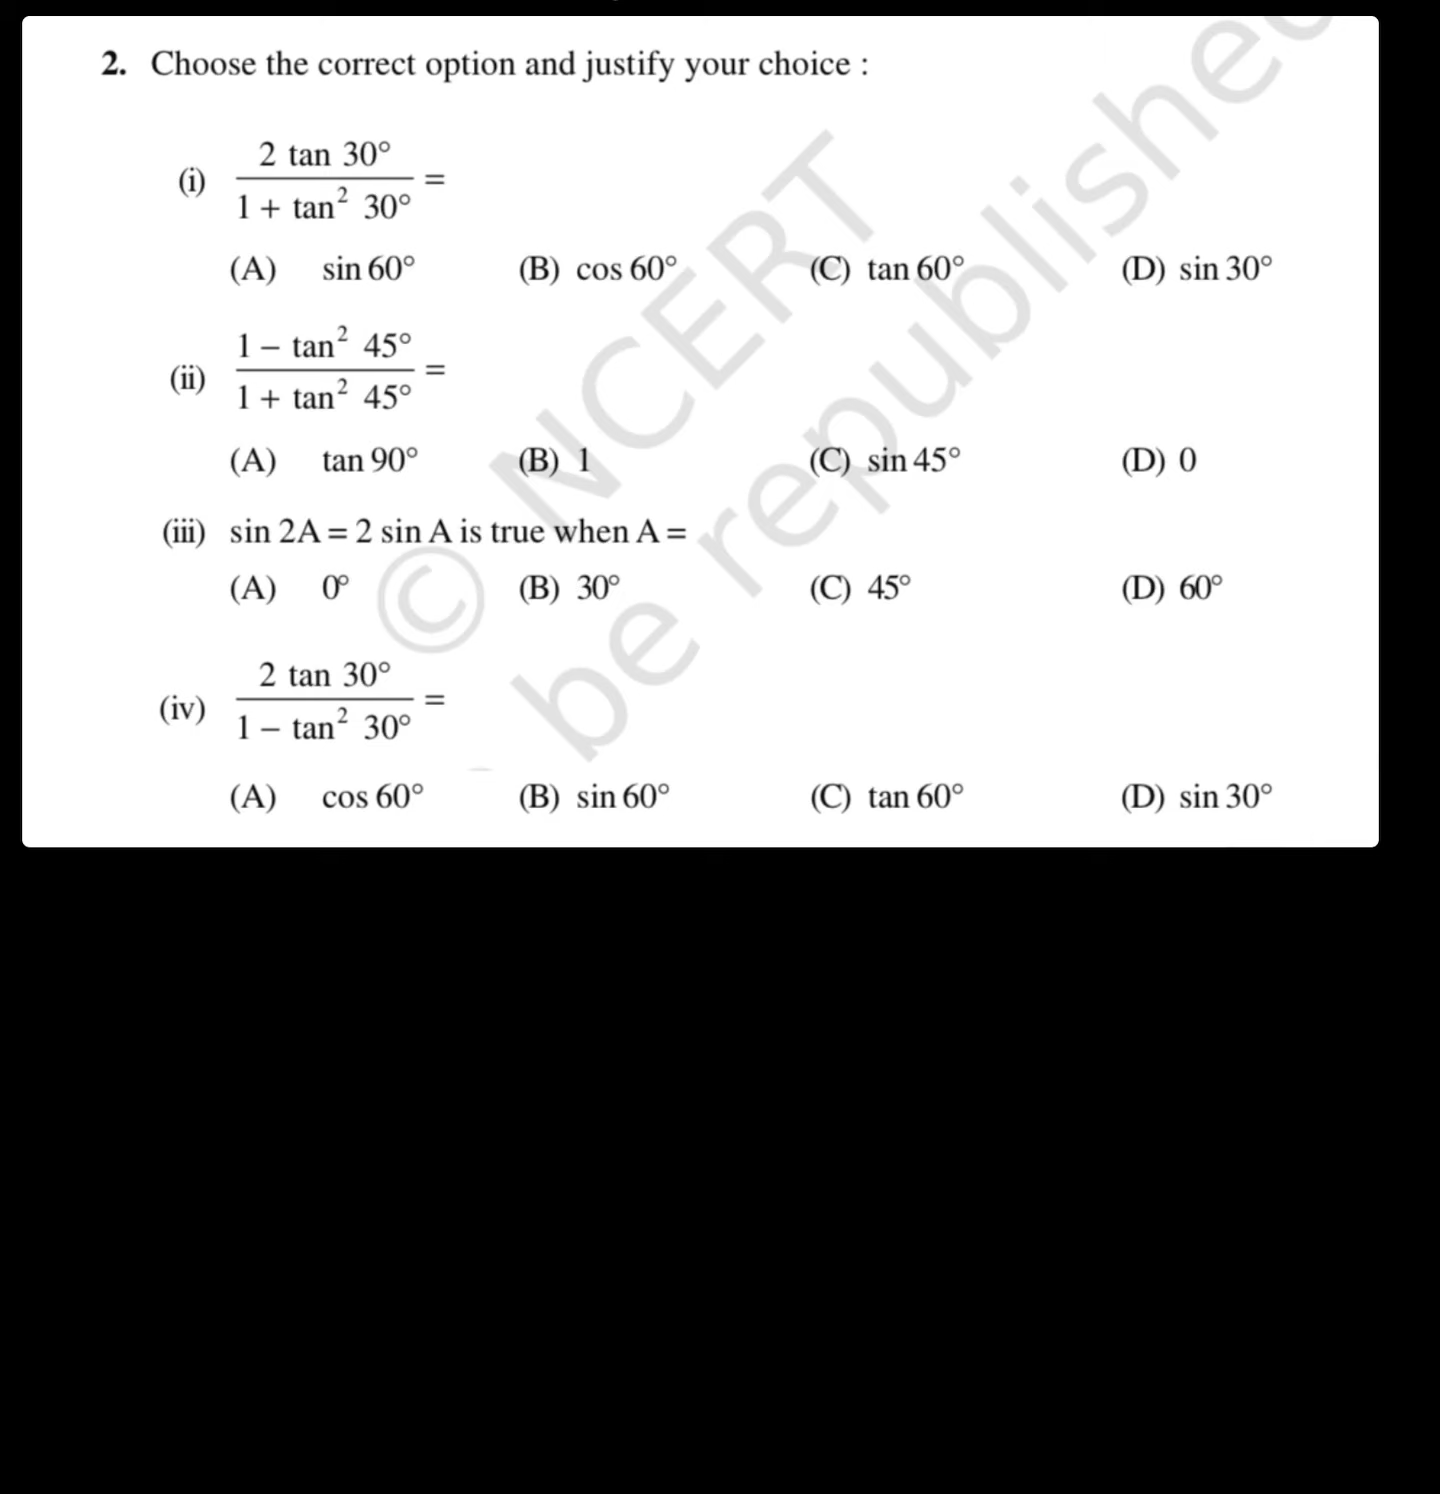 2. Choose the correct option and justify your choice :
(i) 2 tan 30° / 1 + tan² 30° =
(A) sin 60° (B) cos 60° (C) tan 60° (D) sin 30°
(ii) 1 – tan² 45° / 1 + tan² 45° =
(A) tan 90° (B) 1 (C) sin 45° (D) 0
(iii) sin 2A = 2 sin A is true when A =
(A) 0° (B) 30° (C) 45° (D) 60°
(iv) 2 tan 30° / 1 – tan² 30° =
(A) cos 60° (B) sin 60° (C) tan 60° (D) sin 30°
© NCERT
be republished